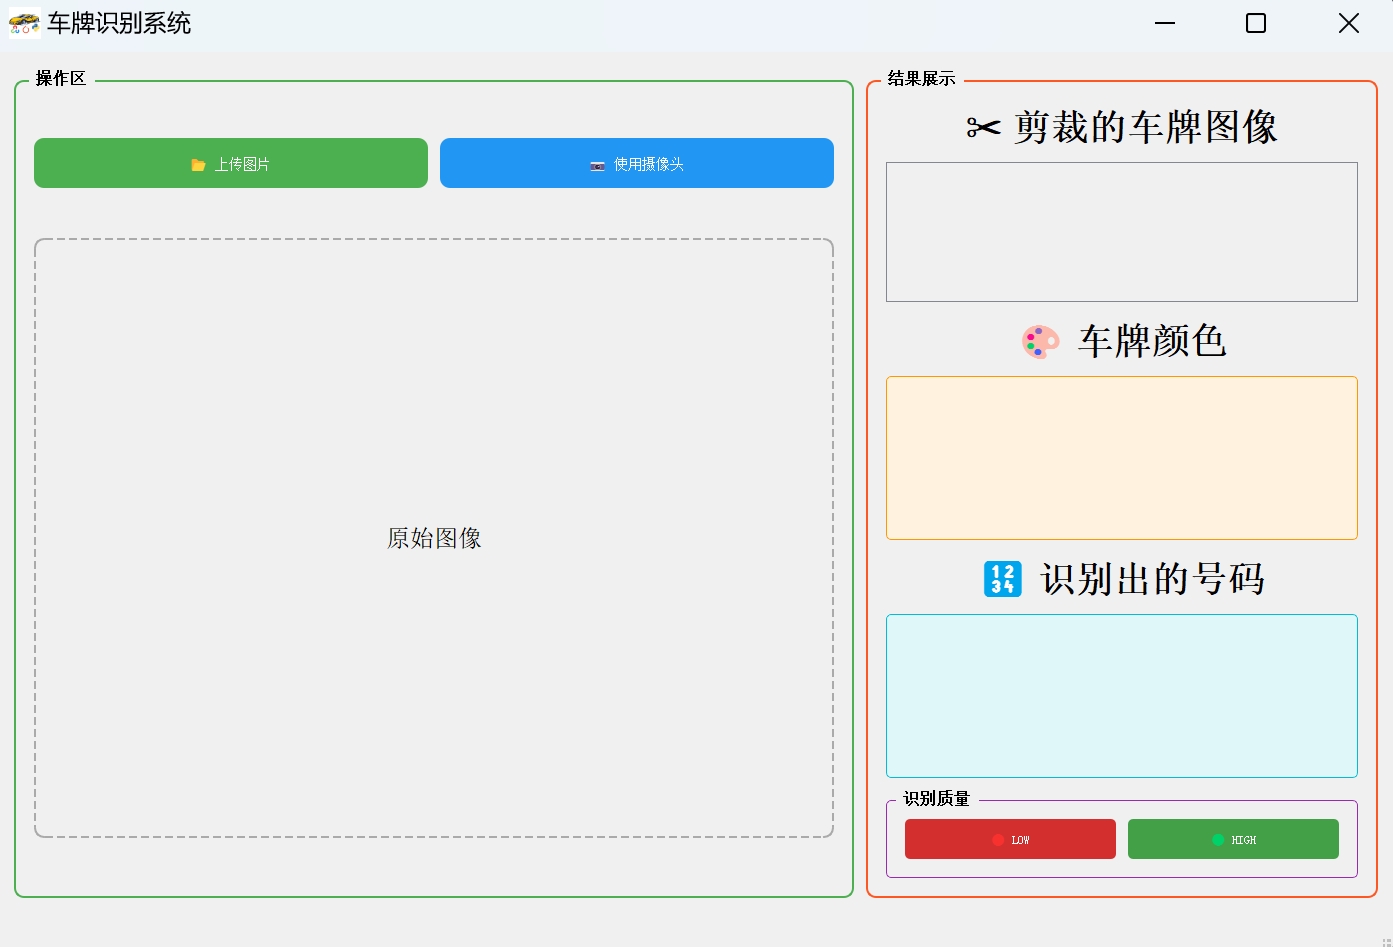 车牌识别系统
操作区
上传图片
使用摄像头
原始图像
结果展示
✂ 剪裁的车牌图像
🎨 车牌颜色
🔢 识别出的号码
识别质量
LOW
HIGH